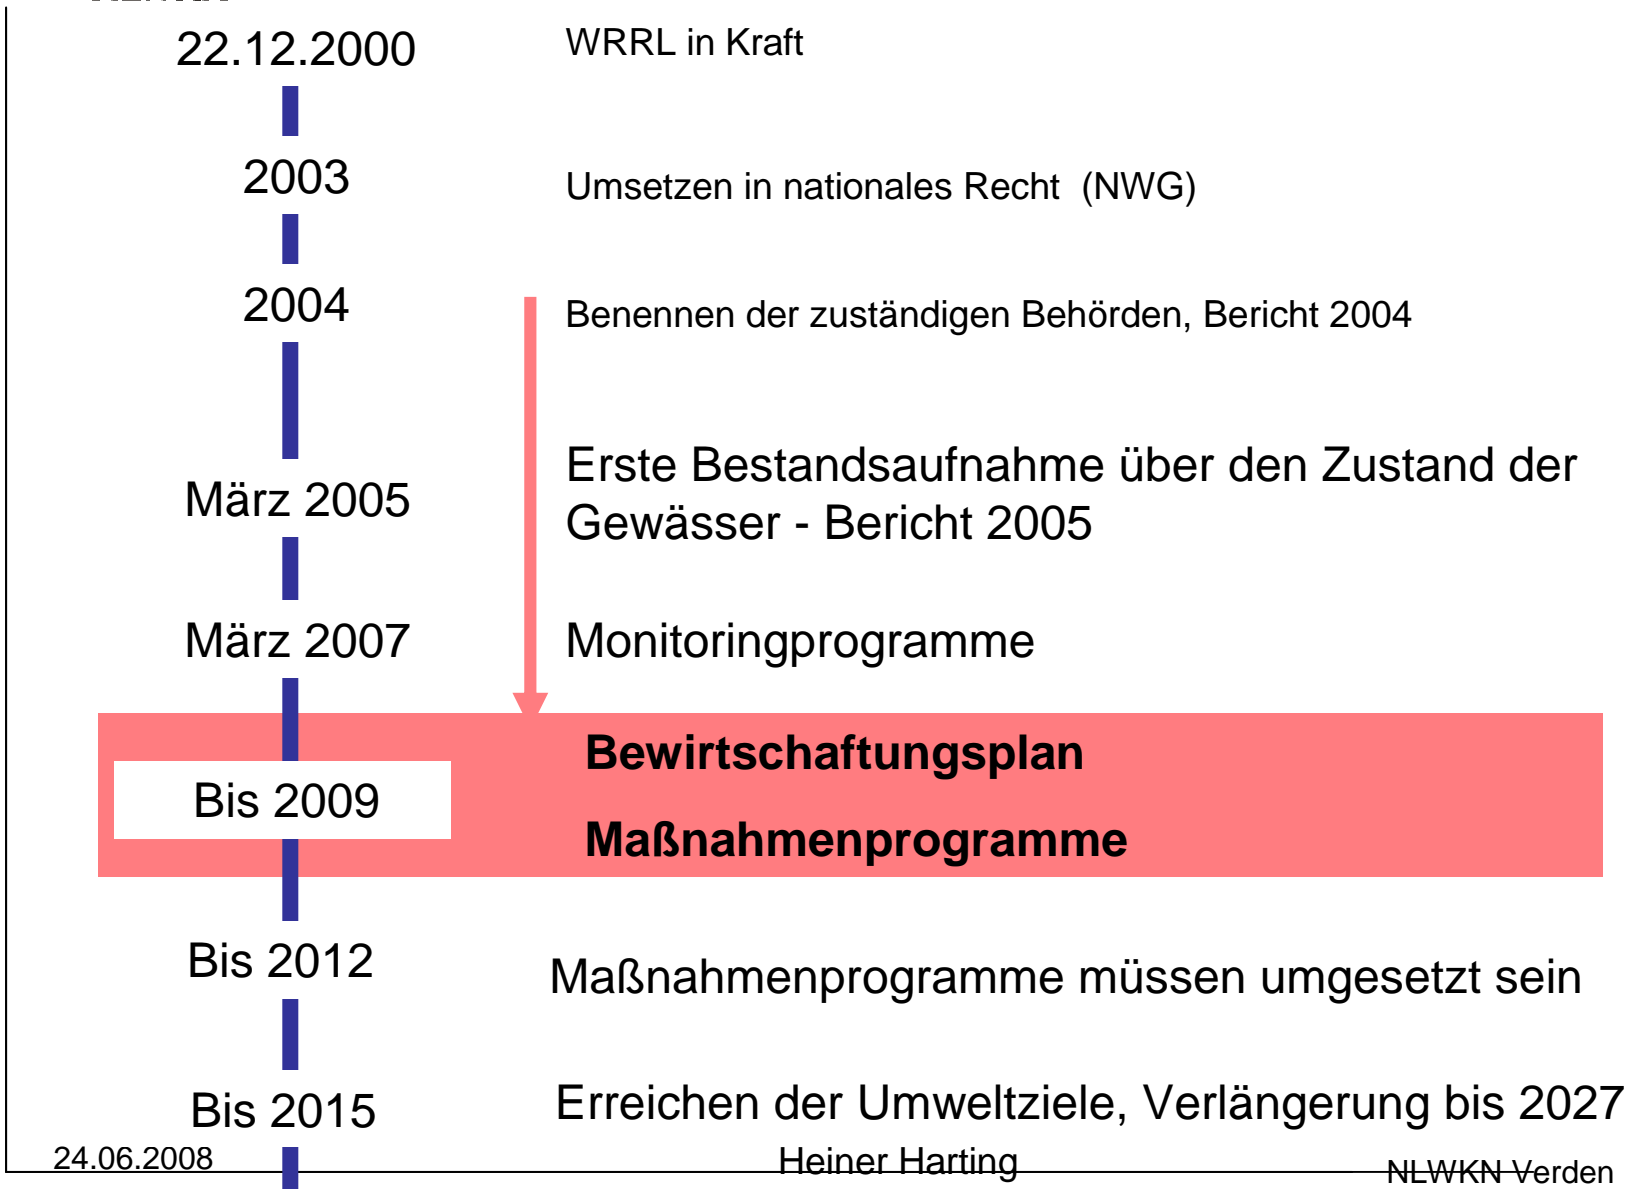 22.12.2000 WRRL in Kraft
2003 Umsetzen in nationales Recht (NWG)
2004 Benennen der zuständigen Behörden, Bericht 2004
März 2005 Erste Bestandsaufnahme über den Zustand der
Gewässer - Bericht 2005
März 2007 Monitoringprogramme
Bewirtschaftungsplan
Bis 2009
Maßnahmenprogramme
Bis 2012 Maßnahmenprogramme müssen umgesetzt sein
Bis 2015 Erreichen der Umweltziele, Verlängerung bis 2027
24.06.2008 Heiner Harting NLWKN Verden